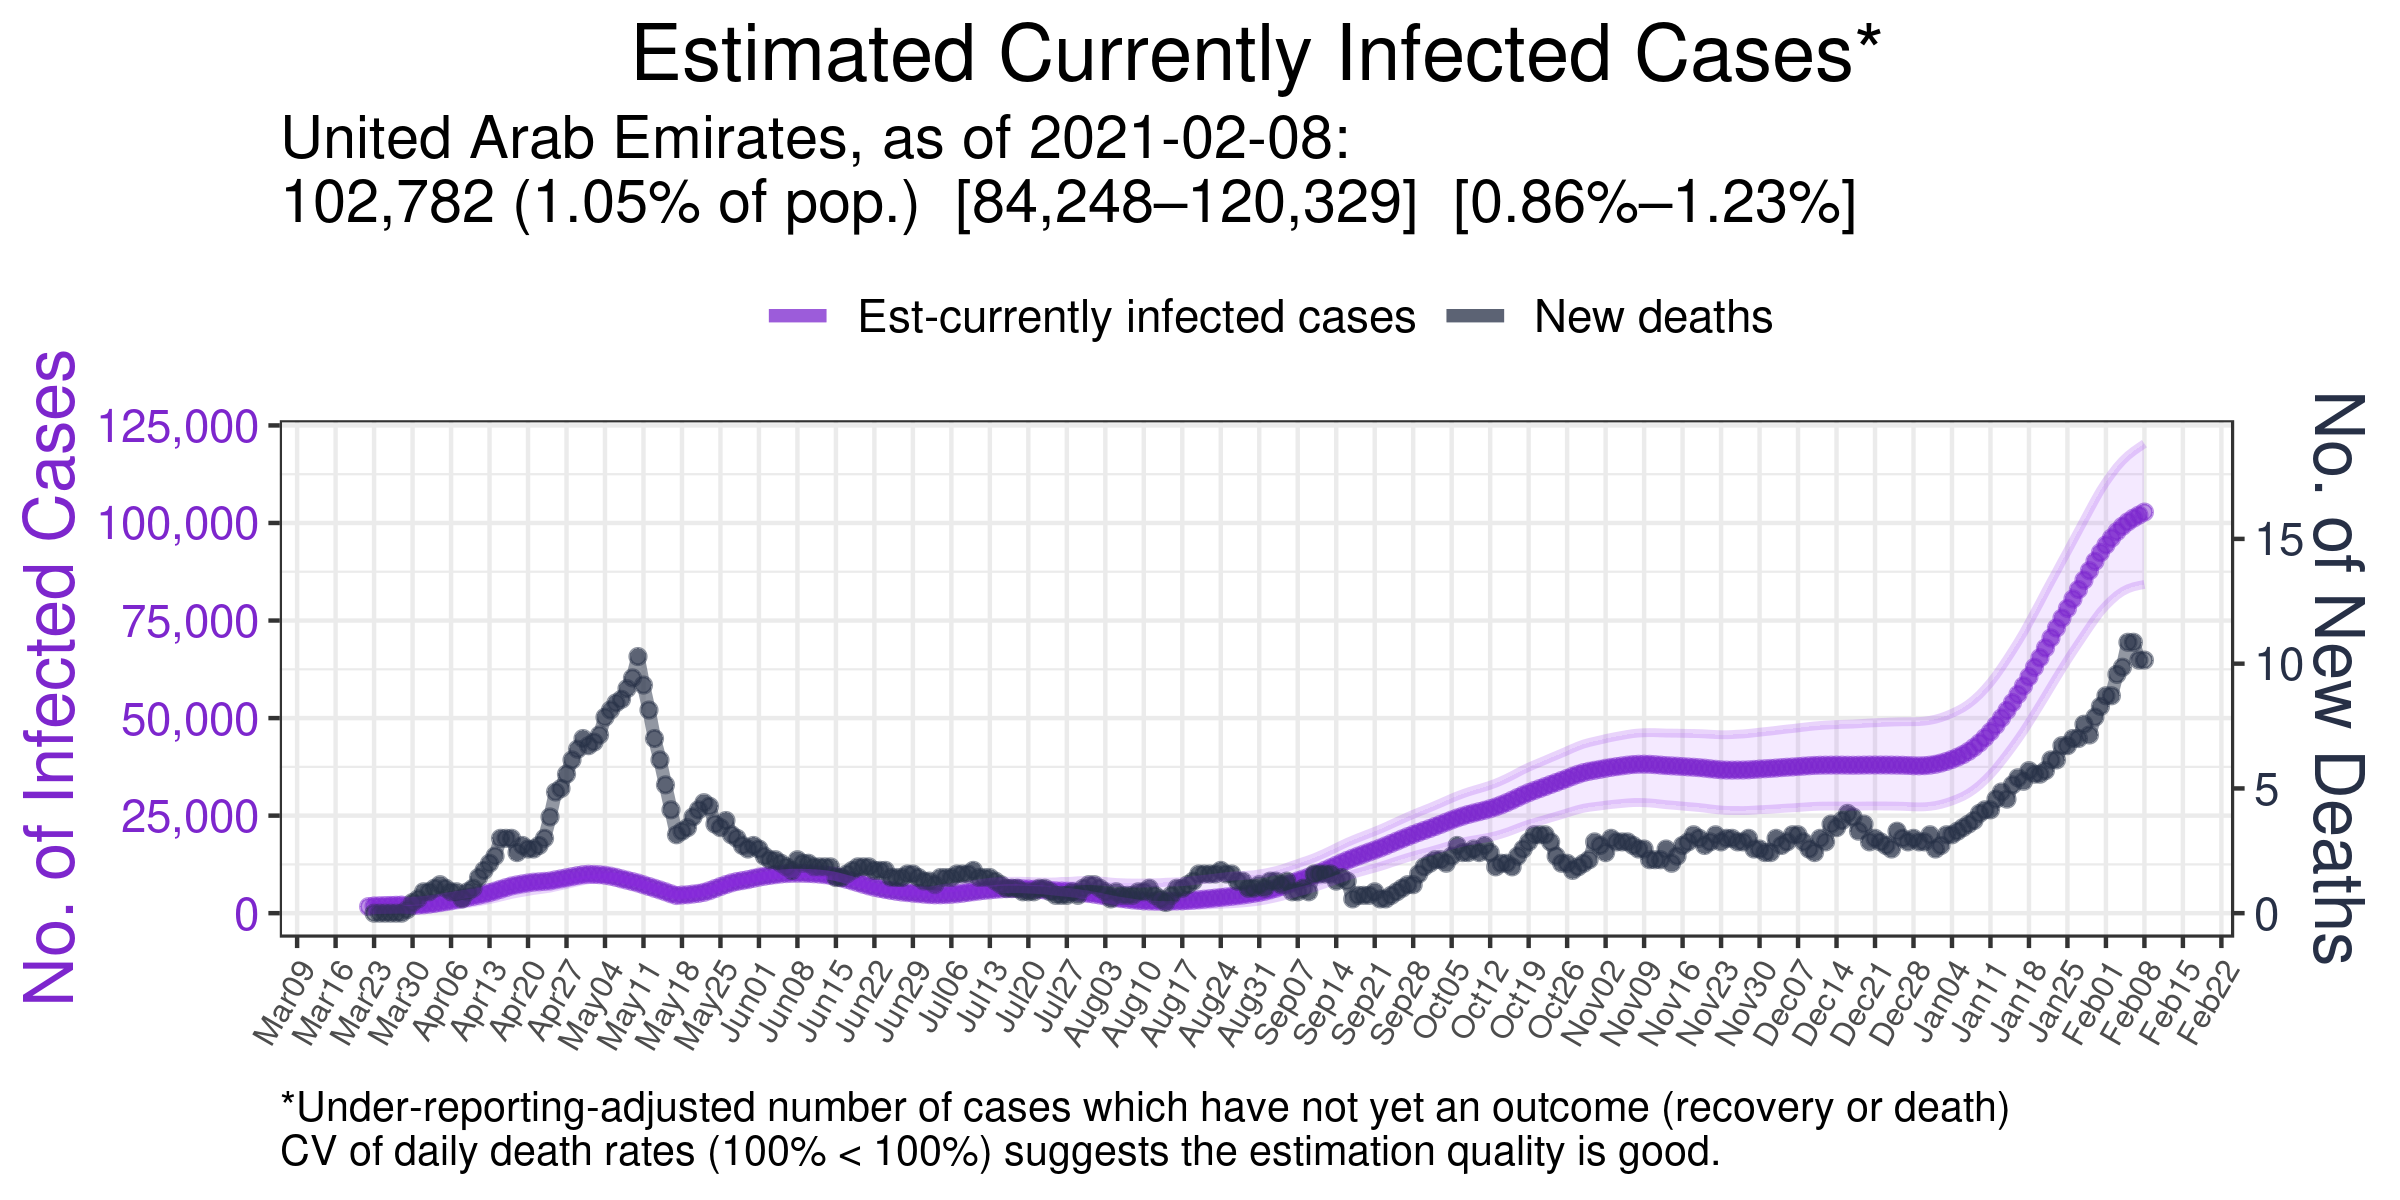 Estimated Currently Infected Cases*
United Arab Emirates, as of 2021-02-08:
102,782 (1.05% of pop.) [84,248–120,329] [0.86%–1.23%]
Est-currently infected cases New deaths
No. of Infected Cases
125,000
100,000
75,000
50,000
25,000
0
15
10
5
0
No. of New Deaths
Mar09 Mar16 Mar23 Mar30 Apr06 Apr13 Apr20 Apr27 May04 May11 May18 May25 Jun01 Jun08 Jun15 Jun22 Jun29 Jul06 Jul13 Jul20 Jul27 Aug03 Aug10 Aug17 Aug24 Aug31 Sep07 Sep14 Sep21 Sep28 Oct05 Oct12 Oct19 Oct26 Nov02 Nov09 Nov16 Nov23 Nov30 Dec07 Dec14 Dec21 Dec28 Jan04 Jan11 Jan18 Jan25 Feb01 Feb08 Feb15 Feb22
*Under-reporting-adjusted number of cases which have not yet an outcome (recovery or death)
CV of daily death rates (100% < 100%) suggests the estimation quality is good.